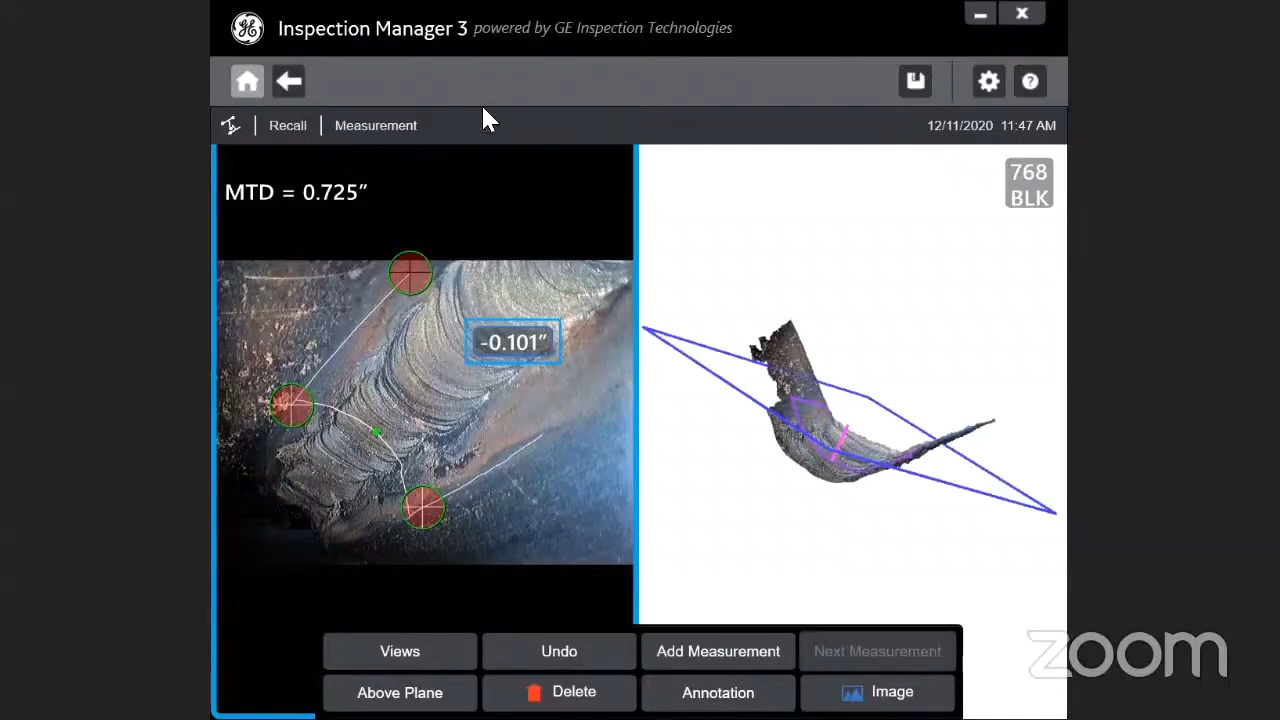 Inspection Manager 3 powered by GE Inspection Technologies
Recall | Measurement
12/11/2020 11:47 AM
MTD = 0.725"
768
BLK
-0.101"
Views
Undo
Add Measurement
Next Measurement
Above Plane
Delete
Annotation
Image
zoom